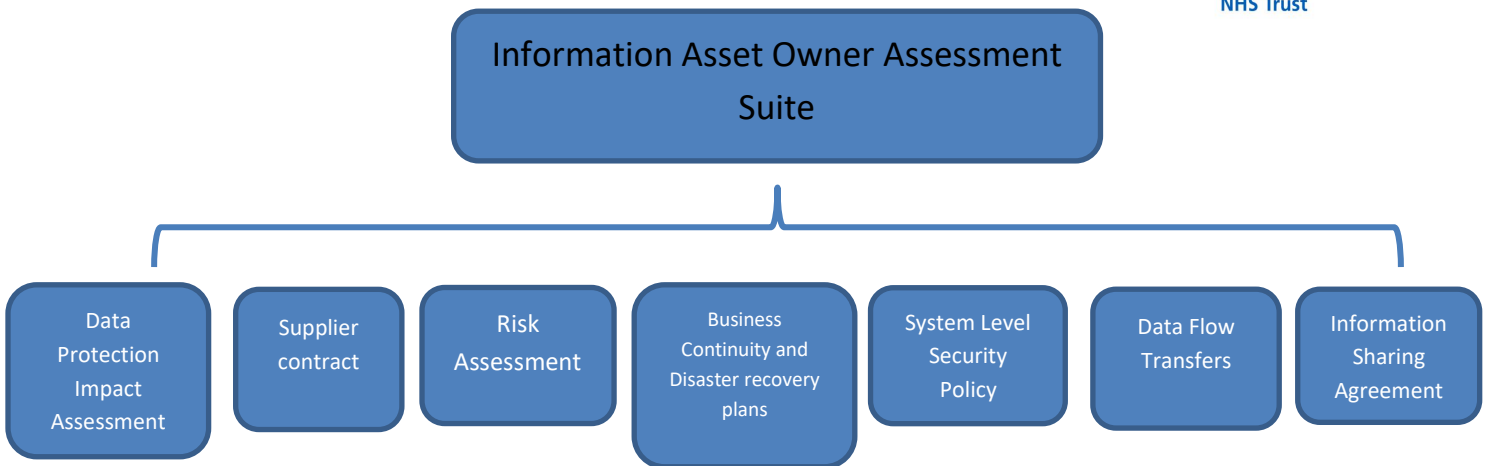 NHS Trust
Information Asset Owner Assessment
Suite
Data
Protection
Impact
Assessment
Supplier
contract
Risk
Assessment
Business
Continuity and
Disaster recovery
plans
System Level
Security
Policy
Data Flow
Transfers
Information
Sharing
Agreement